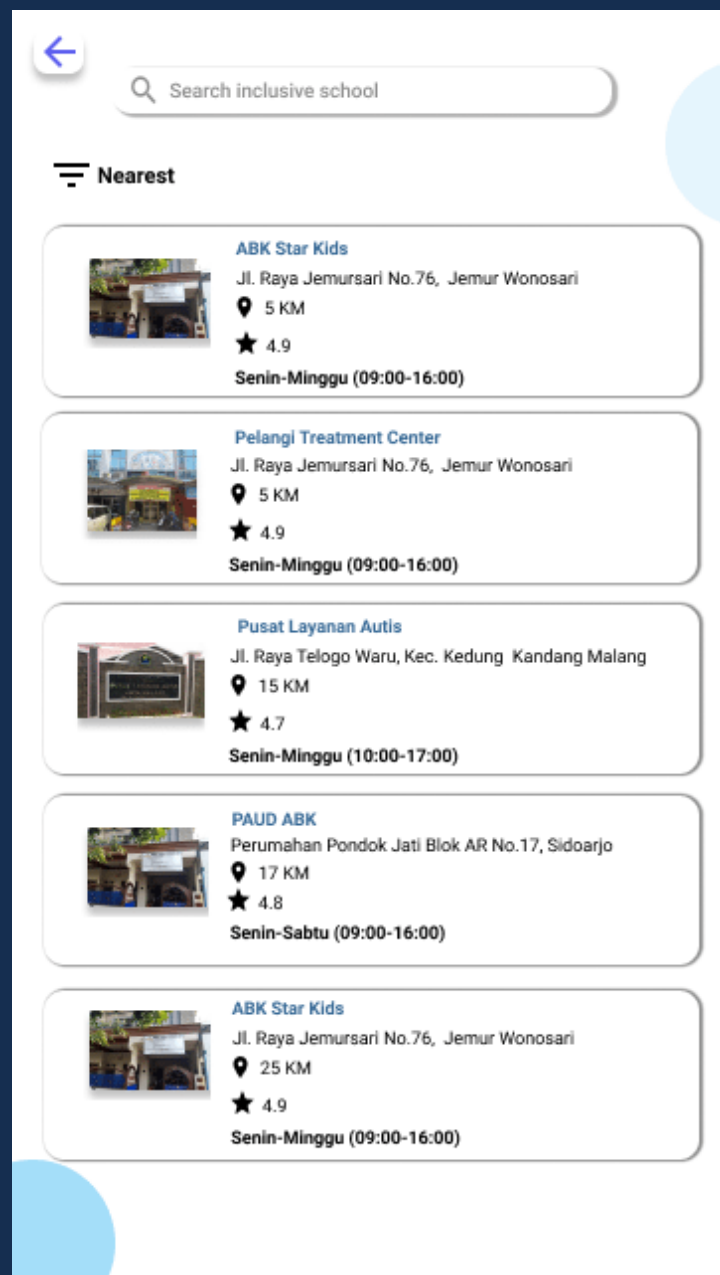 Search inclusive school
Nearest
ABK Star Kids
Jl. Raya Jemursari No.76, Jemur Wonosari
5 KM
4.9
Senin-Minggu (09:00-16:00)
Pelangi Treatment Center
Jl. Raya Jemursari No.76, Jemur Wonosari
5 KM
4.9
Senin-Minggu (09:00-16:00)
Pusat Layanan Autis
Jl. Raya Telogo Waru, Kec. Kedung Kandang Malang
15 KM
4.7
Senin-Minggu (10:00-17:00)
PAUD ABK
Perumahan Pondok Jati Blok AR No.17, Sidoarjo
17 KM
4.8
Senin-Sabtu (09:00-16:00)
ABK Star Kids
Jl. Raya Jemursari No.76, Jemur Wonosari
25 KM
4.9
Senin-Minggu (09:00-16:00)